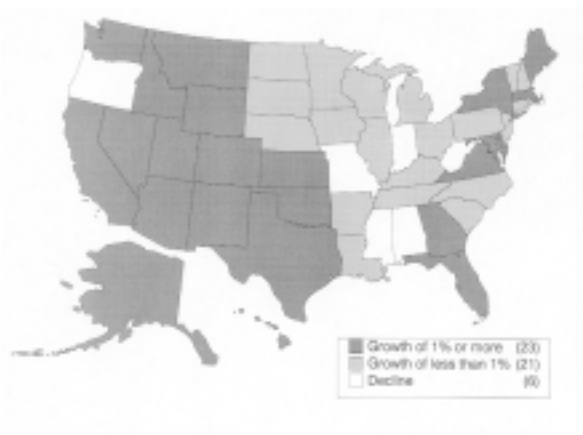 Growth of 1% or more (23)
Growth of less than 1% (21)
Decline (6)